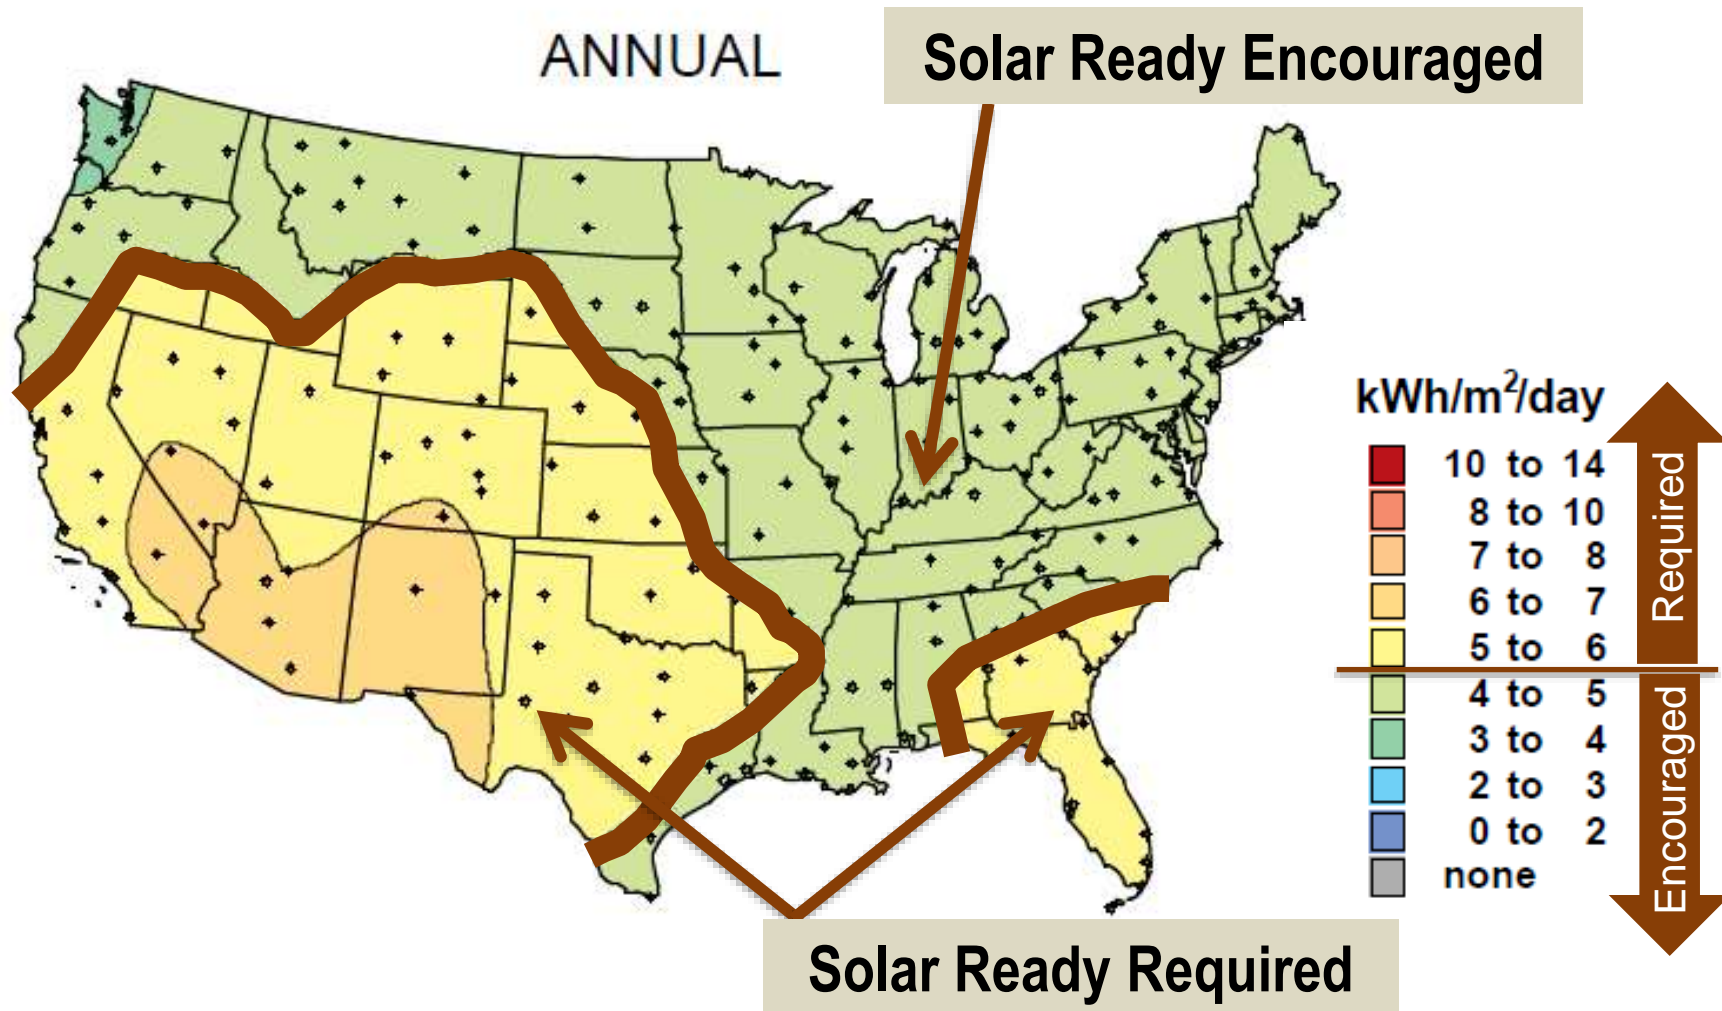 ANNUAL
Solar Ready Encouraged
kWh/m²/day
10 to 14
8 to 10
7 to 8
6 to 7
5 to 6
4 to 5
3 to 4
2 to 3
0 to 2
none
Required
Encouraged
Solar Ready Required